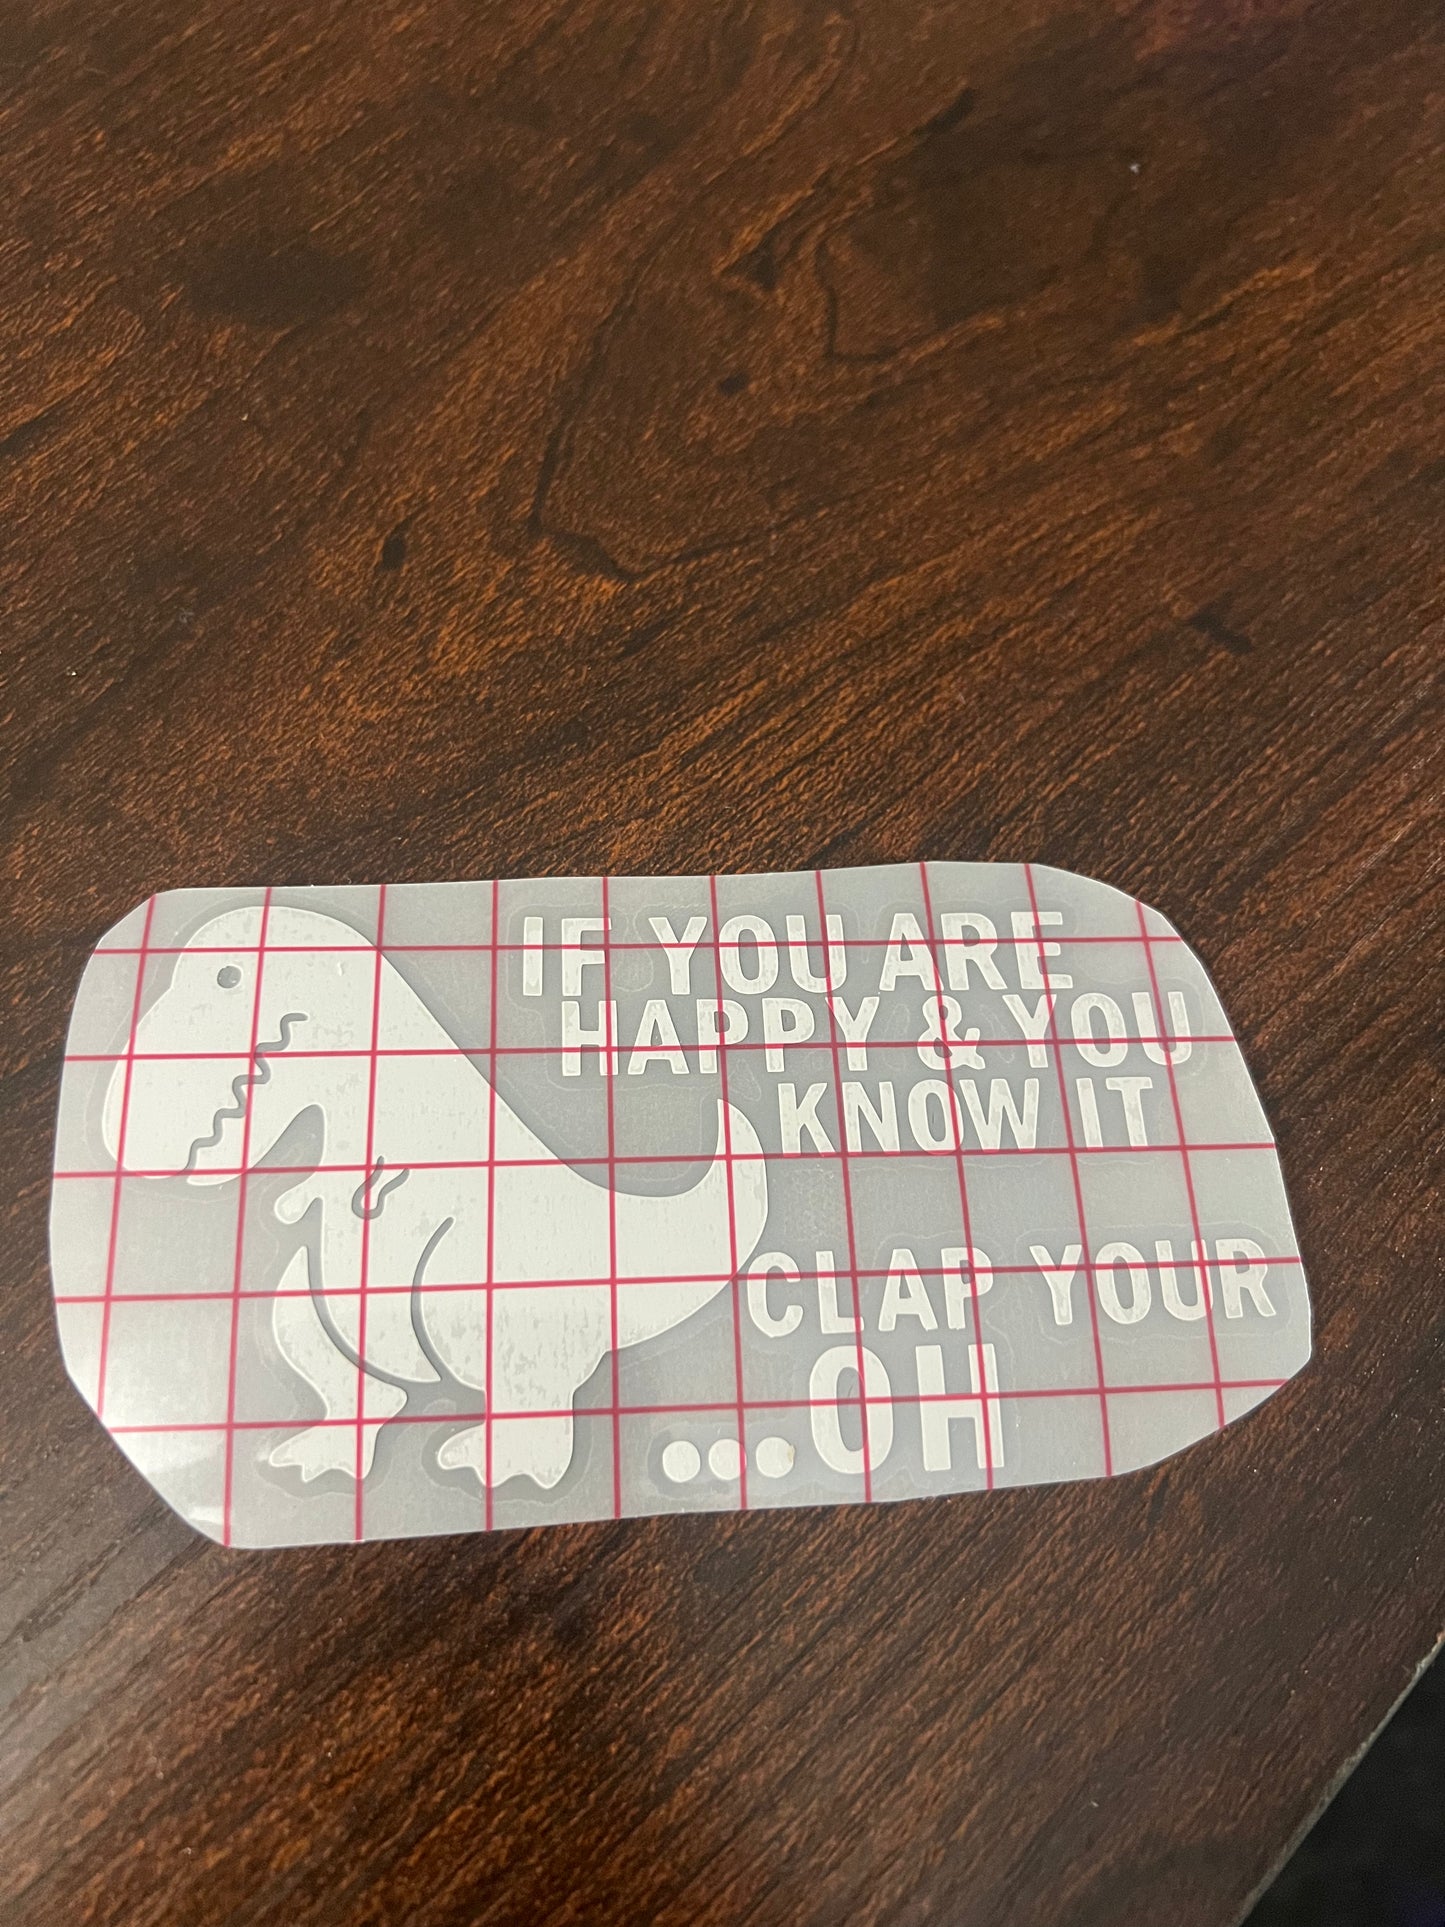 IF YOU ARE
HAPPY & YOU
KNOW IT
CLAP YOUR
...OH